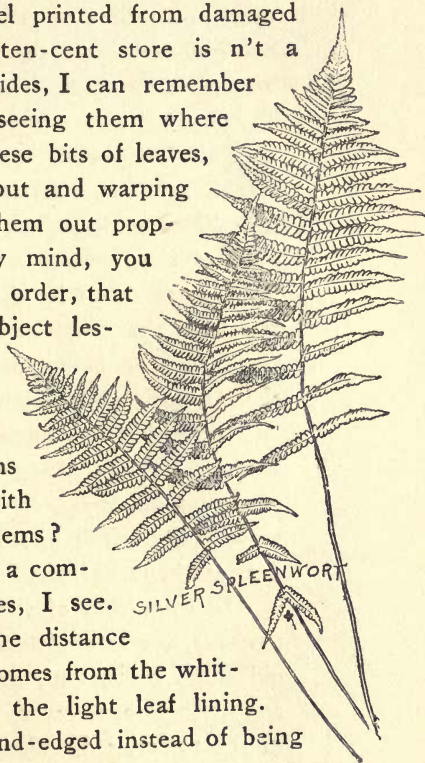 el printed from damaged
ten-cent store is n't a
ides, I can remember
seeing them where
ese bits of leaves,
out and warping
hem out prop-
y mind, you
order, that
bject les-
ns
ith
ems?
a com-
es, I see.
SILVER SPLEENWORT
he distance
omes from the whit-
the light leaf lining.
nd-edged instead of being